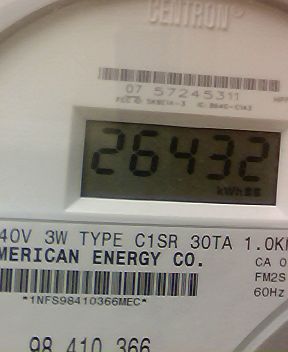 CENTRON®
07 57245311
26432
kWh
40V 3W TYPE C1SR 30TA 1.0K
MERICAN ENERGY CO.
CA 0
FM2S
60Hz
*1NFS98410366MEC*
98 410 366